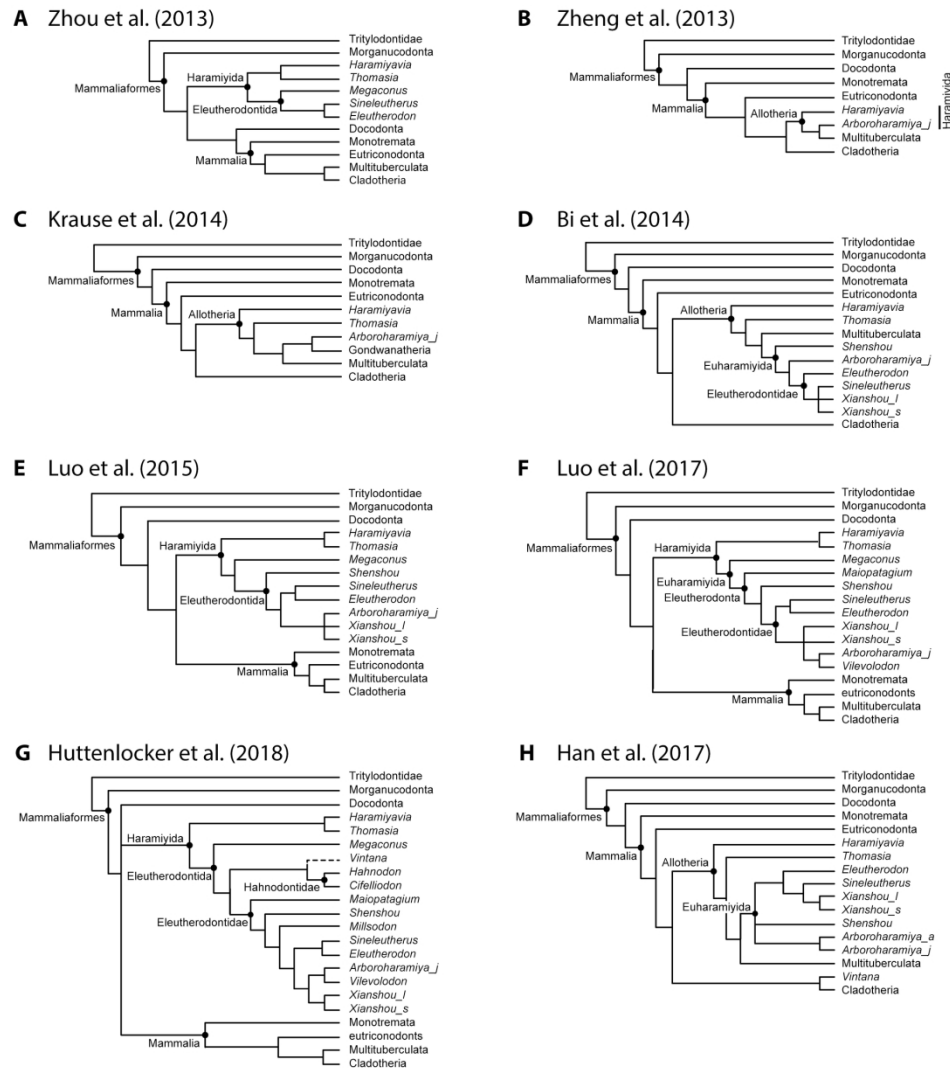 A Zhou et al. (2013)
Tritylodontidae
Morganucodonta
Haramiyavia
Thomasia
Megaconus
Sineleutherus
Eleutherodon
Docodonta
Monotremata
Eutriconodonta
Multituberculata
Cladotheria
Mammaliaformes
Haramiyida
Eleutherodontida
Mammalia
B Zheng et al. (2013)
Tritylodontidae
Morganucodonta
Docodonta
Monotremata
Eutriconodonta
Haramiyavia
Arboroharamiya_j
Multituberculata
Cladotheria
Mammaliaformes
Mammalia
Allotheria
Haramiyida
C Krause et al. (2014)
Tritylodontidae
Morganucodonta
Docodonta
Monotremata
Eutriconodonta
Haramiyavia
Thomasia
Arboroharamiya_j
Gondwanatheria
Multituberculata
Cladotheria
Mammaliaformes
Mammalia
Allotheria
D Bi et al. (2014)
Tritylodontidae
Morganucodonta
Docodonta
Monotremata
Eutriconodonta
Haramiyavia
Thomasia
Multituberculata
Shenshou
Arboroharamiya_j
Eleutherodon
Sineleutherus
Xianshou_l
Xianshou_s
Cladotheria
Mammaliaformes
Mammalia
Allotheria
Euharamiyida
Eleutherodontidae
E Luo et al. (2015)
Tritylodontidae
Morganucodonta
Docodonta
Haramiyavia
Thomasia
Megaconus
Shenshou
Sineleutherus
Eleutherodon
Arboroharamiya_j
Xianshou_l
Xianshou_s
Monotremata
Eutriconodonta
Multituberculata
Cladotheria
Mammaliaformes
Haramiyida
Eleutherodontida
Mammalia
F Luo et al. (2017)
Tritylodontidae
Morganucodonta
Docodonta
Haramiyavia
Thomasia
Megaconus
Maiopatagium
Shenshou
Sineleutherus
Eleutherodon
Xianshou_l
Xianshou_s
Arboroharamiya_j
Vilevolodon
Monotremata
eutriconodonts
Multituberculata
Cladotheria
Mammaliaformes
Haramiyida
Euharamiyida
Eleutherodonta
Eleutherodontidae
Mammalia
G Huttenlocker et al. (2018)
Tritylodontidae
Morganucodonta
Docodonta
Haramiyavia
Thomasia
Megaconus
Vintana
Hahnodon
Cifelliodon
Maiopatagium
Shenshou
Millsodon
Sineleutherus
Eleutherodon
Arboroharamiya_j
Vilevolodon
Xianshou_l
Xianshou_s
Monotremata
eutriconodonts
Multituberculata
Cladotheria
Mammaliaformes
Haramiyida
Eleutherodontida
Hahnodontidae
Eleutherodontidae
Mammalia
H Han et al. (2017)
Tritylodontidae
Morganucodonta
Docodonta
Monotremata
Eutriconodonta
Haramiyavia
Thomasia
Eleutherodon
Sineleutherus
Xianshou_l
Xianshou_s
Shenshou
Arboroharamiya_a
Arboroharamiya_j
Multituberculata
Vintana
Cladotheria
Mammaliaformes
Mammalia
Allotheria
Euharamiyida